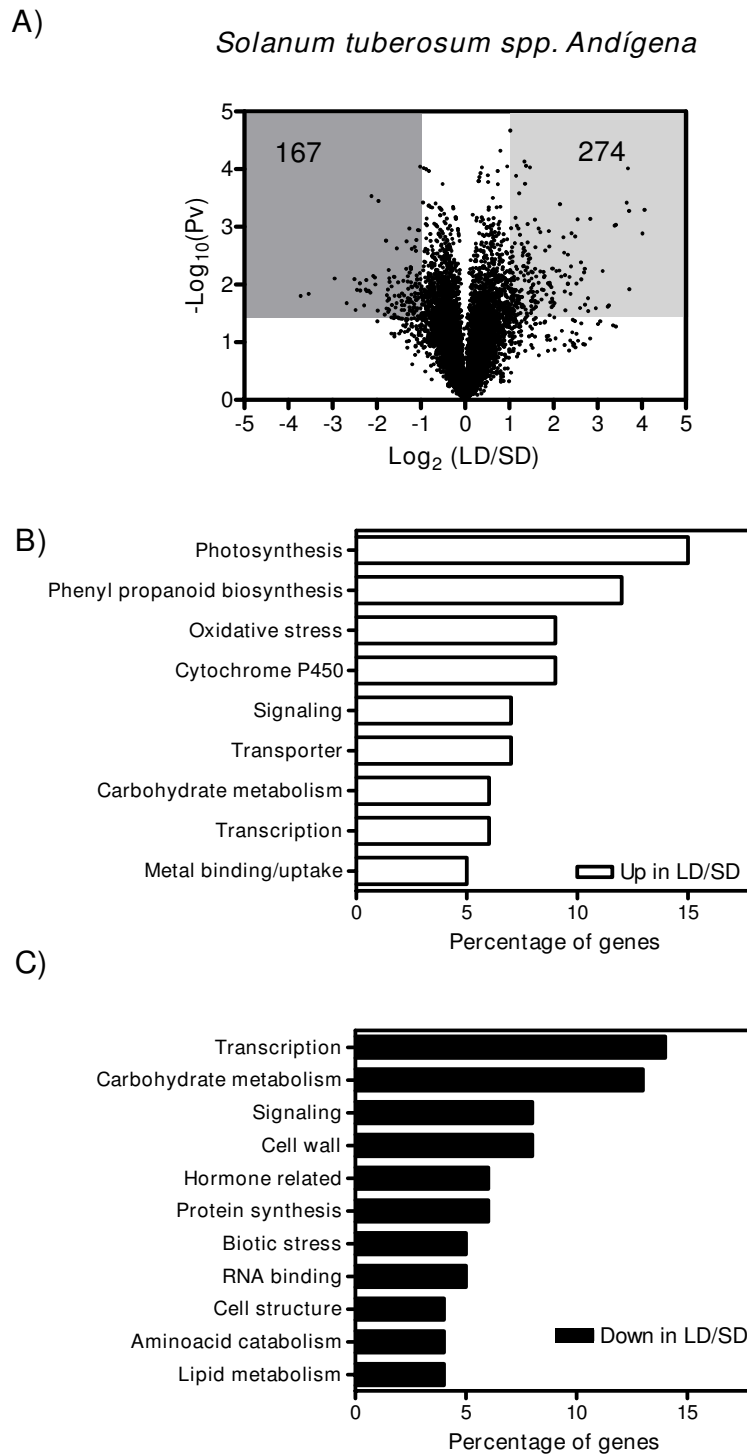 A)
Solanum tuberosum spp. Andígena
5
167
274
4
3
2
1
0
-Log10(Pv)
-5 -4 -3 -2 -1 0 1 2 3 4 5
Log2 (LD/SD)
B)
Photosynthesis
Phenyl propanoid biosynthesis
Oxidative stress
Cytochrome P450
Signaling
Transporter
Carbohydrate metabolism
Transcription
Metal binding/uptake
Up in LD/SD
0 5 10 15
Percentage of genes
C)
Transcription
Carbohydrate metabolism
Signaling
Cell wall
Hormone related
Protein synthesis
Biotic stress
RNA binding
Cell structure
Aminoacid catabolism
Lipid metabolism
Down in LD/SD
0 5 10 15
Percentage of genes